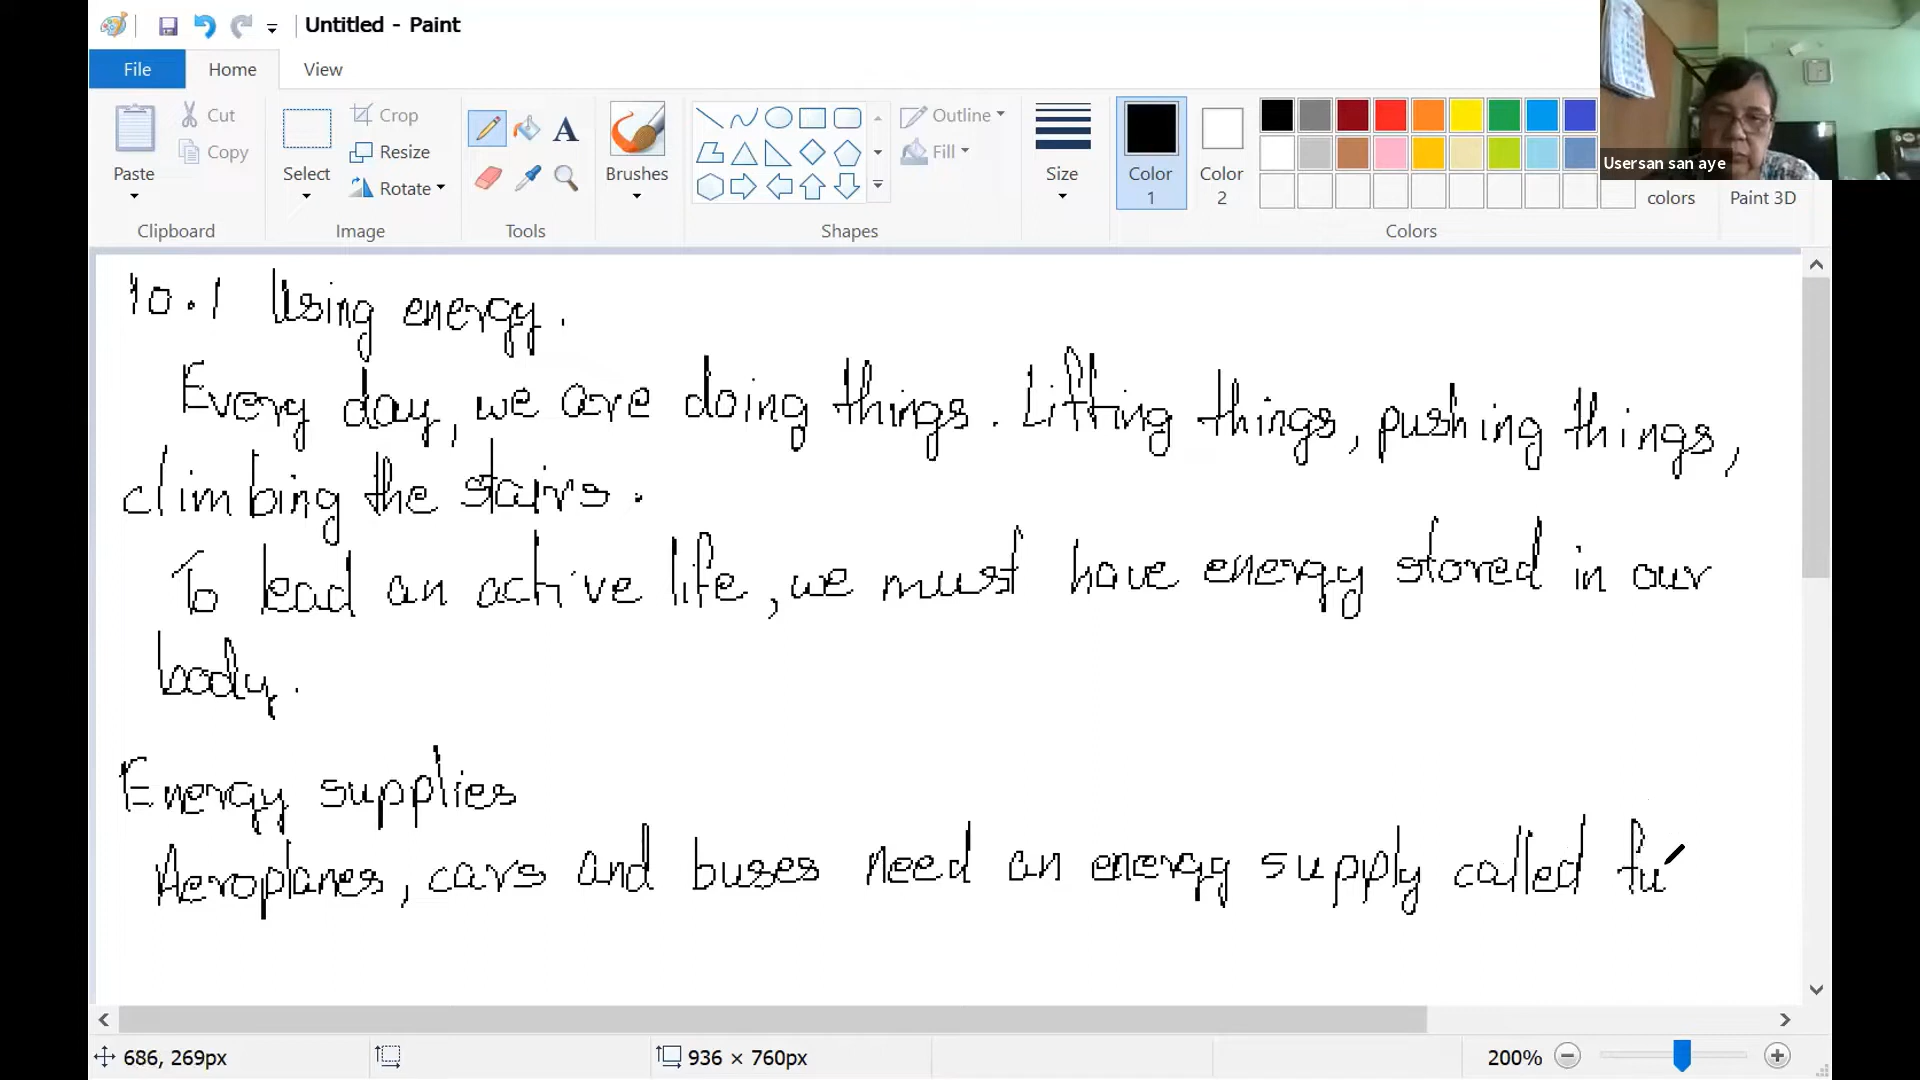 Untitled - Paint
File Home View
Cut
Copy
Paste
Crop
Resize
Rotate
Select
Brushes
Outline
Fill
Size
Color 1
Color 2
colors
Paint 3D
Clipboard Image Tools Shapes Colors
Usersan san aye
10.1 Using energy.
Every day, we are doing things. Lifting things, pushing things,
climbing the stairs.
To lead an active life, we must have energy stored in our
body.
Energy supplies
Aeroplanes, cars and buses need an energy supply called fu
686, 269px
936 × 760px
200%